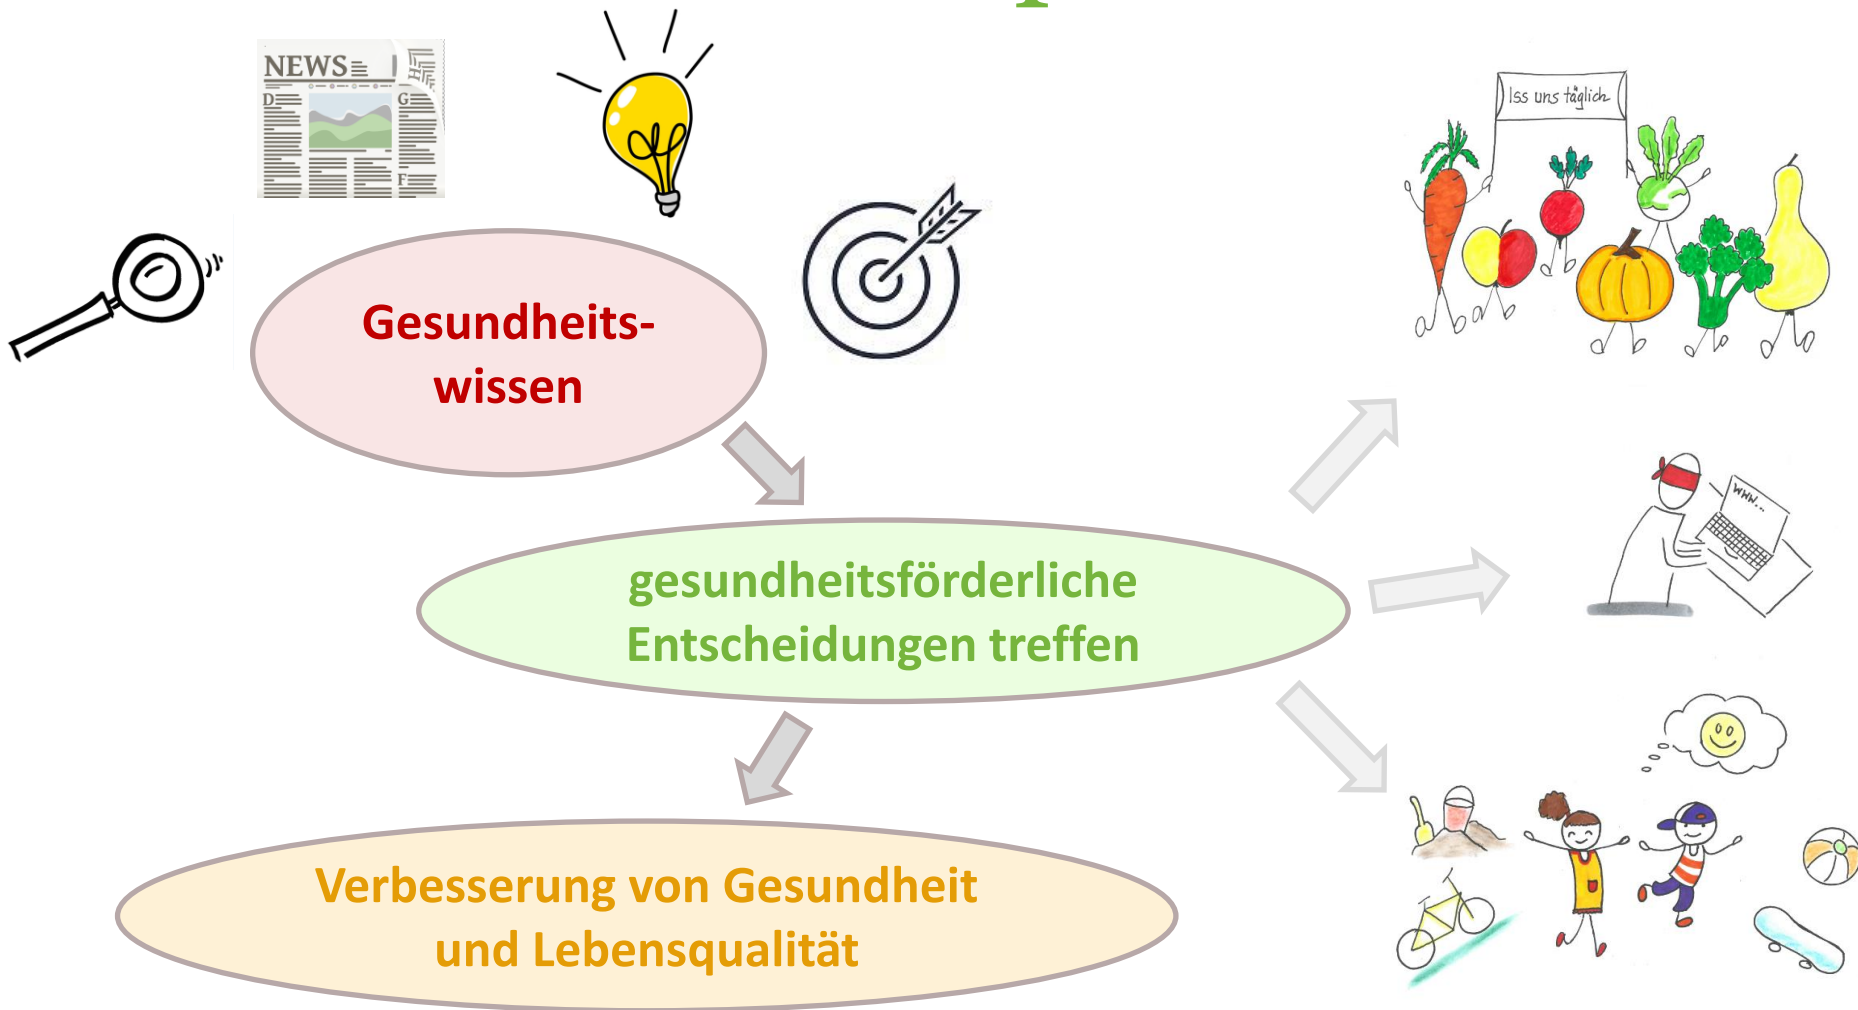 NEWS
D
G
F
H
Iss uns täglich
Gesundheits-
wissen
www...
gesundheitsförderliche
Entscheidungen treffen
Verbesserung von Gesundheit
und Lebensqualität